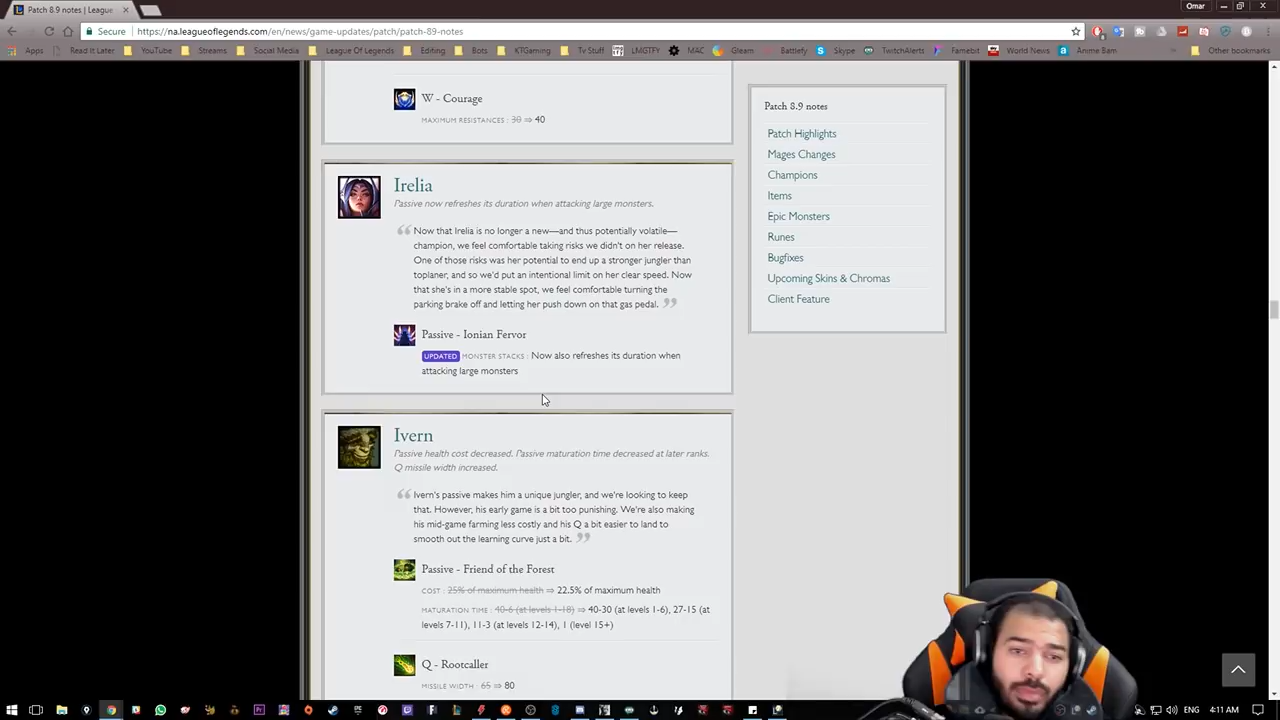 Patch 8.9 notes | League
Omar
Secure
https://na.leagueoflegends.com/en/news/game-updates/patch/patch-89-notes
Apps
Read It Later
YouTube
Streams
Social Media
League Of Legends
Editing
Bots
KTGaming
Tv Stuff
LMGTFY
MAC
Gleam
Battlefy
Skype
TwitchAlerts
Famebit
World News
Anime Bam
Other bookmarks
W - Courage
MAXIMUM RESISTANCES : 30 ⇒ 40
Irelia
Passive now refreshes its duration when attacking large monsters.
Now that Irelia is no longer a new—and thus potentially volatile—
champion, we feel comfortable taking risks we didn't on her release.
One of those risks was her potential to end up a stronger jungler than
toplaner, and so we'd put an intentional limit on her clear speed. Now
that she's in a more stable spot, we feel comfortable turning the
parking brake off and letting her push down on that gas pedal.
Passive - Ionian Fervor
UPDATED MONSTER STACKS : Now also refreshes its duration when
attacking large monsters
Ivern
Passive health cost decreased. Passive maturation time decreased at later ranks.
Q missile width increased.
Ivern's passive makes him a unique jungler, and we're looking to keep
that. However, his early game is a bit too punishing. We're also making
his mid-game farming less costly and his Q a bit easier to land to
smooth out the learning curve just a bit.
Passive - Friend of the Forest
COST : 25% of maximum health ⇒ 22.5% of maximum health
MATURATION TIME : 40-6 (at levels 1-18) ⇒ 40-30 (at levels 1-6), 27-15 (at
levels 7-11), 11-3 (at levels 12-14), 1 (level 15+)
Q - Rootcaller
MISSILE WIDTH : 65 ⇒ 80
Patch 8.9 notes
Patch Highlights
Mages Changes
Champions
Items
Epic Monsters
Runes
Bugfixes
Upcoming Skins & Chromas
Client Feature
ENG
4:11 AM